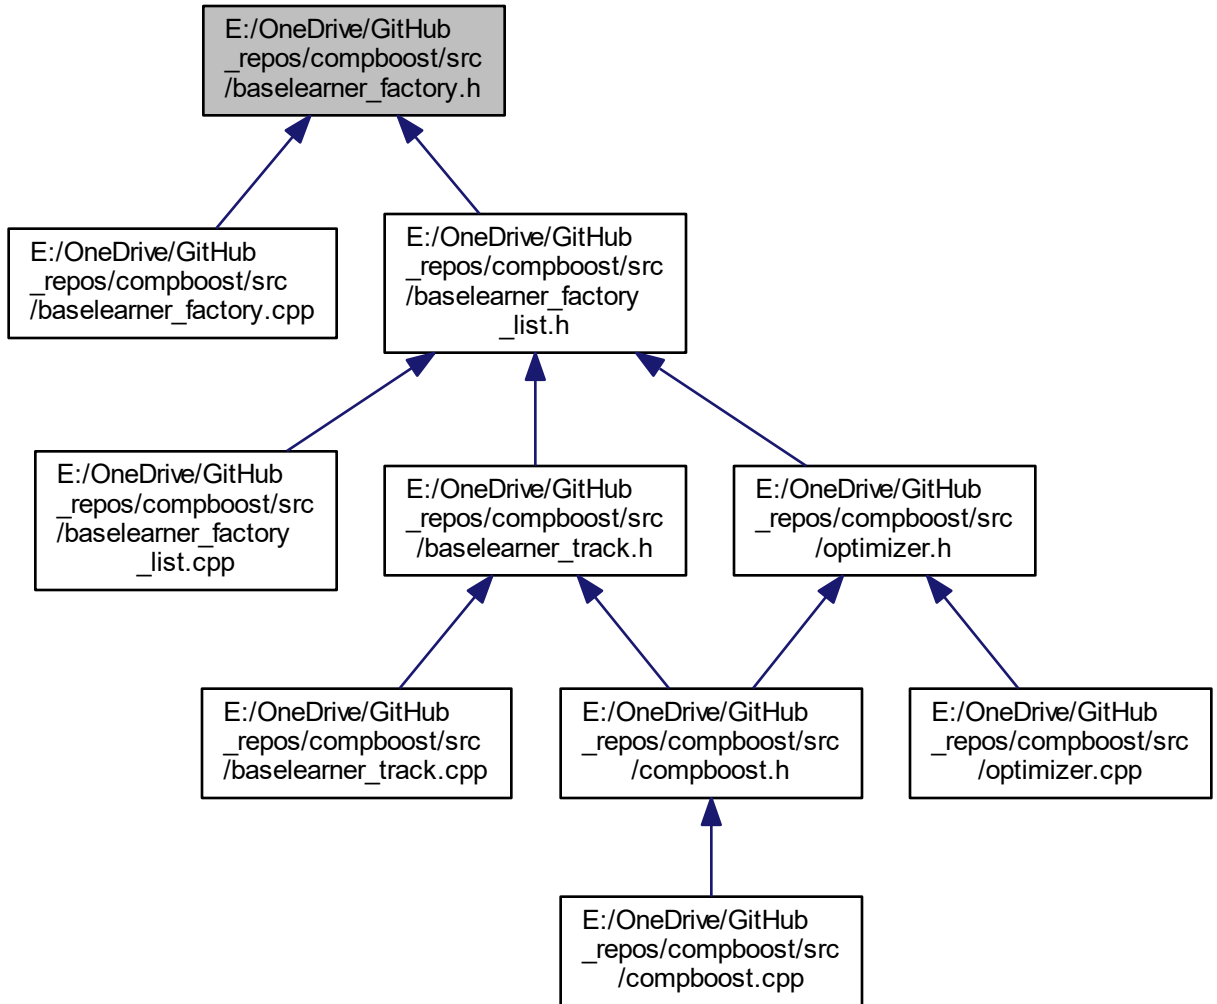 E:/OneDrive/GitHub
_repos/compboost/src
/baselearner_factory.h
E:/OneDrive/GitHub
_repos/compboost/src
/baselearner_factory.cpp
E:/OneDrive/GitHub
_repos/compboost/src
/baselearner_factory
_list.h
E:/OneDrive/GitHub
_repos/compboost/src
/baselearner_factory
_list.cpp
E:/OneDrive/GitHub
_repos/compboost/src
/baselearner_track.h
E:/OneDrive/GitHub
_repos/compboost/src
/optimizer.h
E:/OneDrive/GitHub
_repos/compboost/src
/baselearner_track.cpp
E:/OneDrive/GitHub
_repos/compboost/src
/compboost.h
E:/OneDrive/GitHub
_repos/compboost/src
/optimizer.cpp
E:/OneDrive/GitHub
_repos/compboost/src
/compboost.cpp